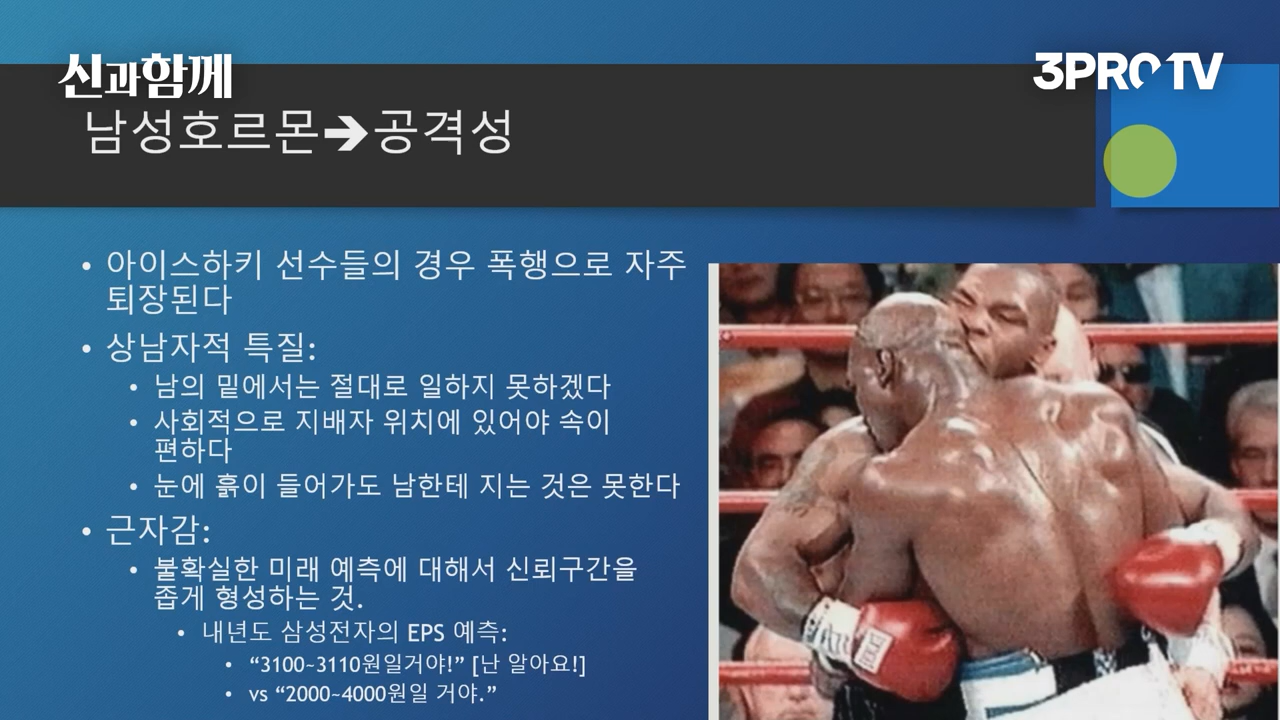 신과함께
3PROTV
남성호르몬➔공격성
• 아이스하키 선수들의 경우 폭행으로 자주
퇴장된다
• 상남자적 특질:
• 남의 밑에서는 절대로 일하지 못하겠다
• 사회적으로 지배자 위치에 있어야 속이
편하다
• 눈에 흙이 들어가도 남한테 지는 것은 못한다
• 근자감:
• 불확실한 미래 예측에 대해서 신뢰구간을
좁게 형성하는 것.
• 내년도 삼성전자의 EPS 예측:
• “3100~3110원일거야!” [난 알아요!]
• vs “2000~4000원일 거야.”